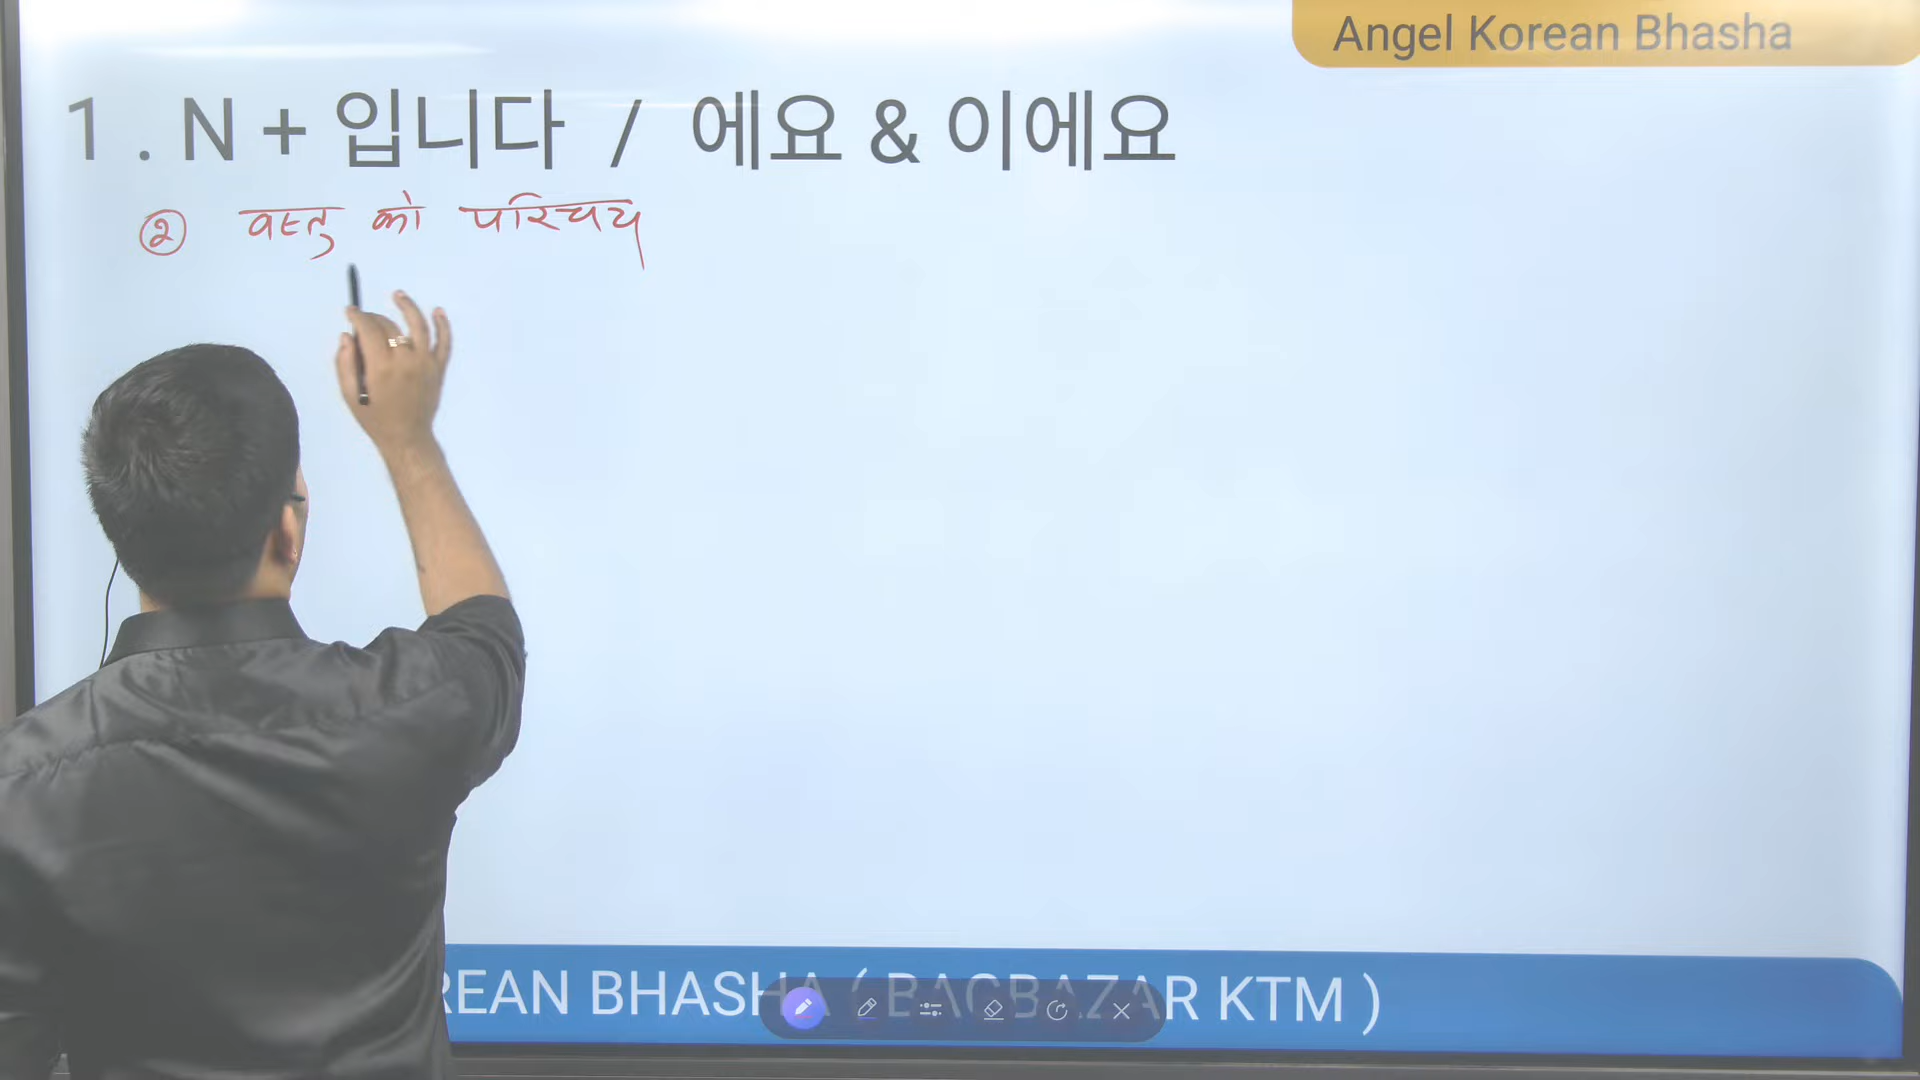 Angel Korean Bhasha
1 . N + 입니다 / 에요 & 이에요
② वस्तु को परिचय
REAN BHASHA ( BAGBAZAR KTM )